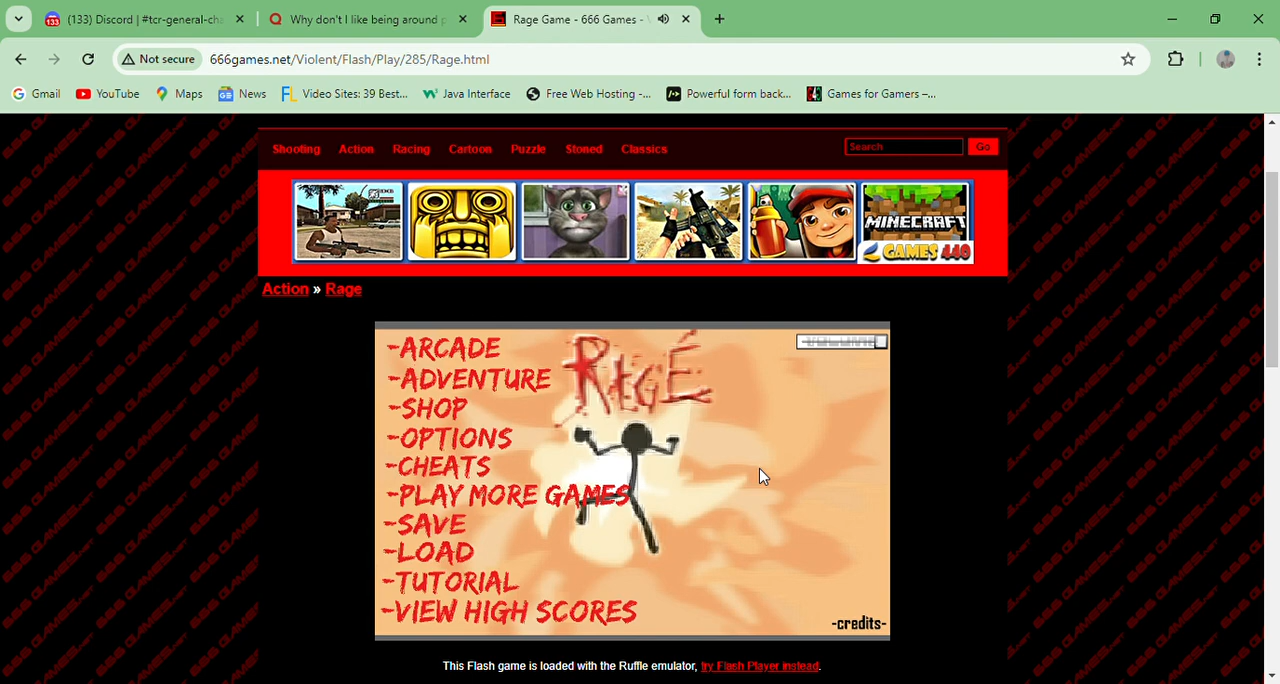 (133) Discord | #tcr-general-cha
Why don't I like being around p
Rage Game - 666 Games - V
Not secure
666games.net/Violent/Flash/Play/285/Rage.html
Gmail
YouTube
Maps
News
Video Sites: 39 Best...
Java Interface
Free Web Hosting -...
Powerful form back...
Games for Gamers –...
Shooting
Action
Racing
Cartoon
Puzzle
Stoned
Classics
Search
Go
MINECRAFT
GAMES 440
Action » Rage
RAGE
-ARCADE
-ADVENTURE
-SHOP
-OPTIONS
-CHEATS
-PLAY MORE GAMES
-SAVE
-LOAD
-TUTORIAL
-VIEW HIGH SCORES
-credits-
This Flash game is loaded with the Ruffle emulator, try Flash Player instead.